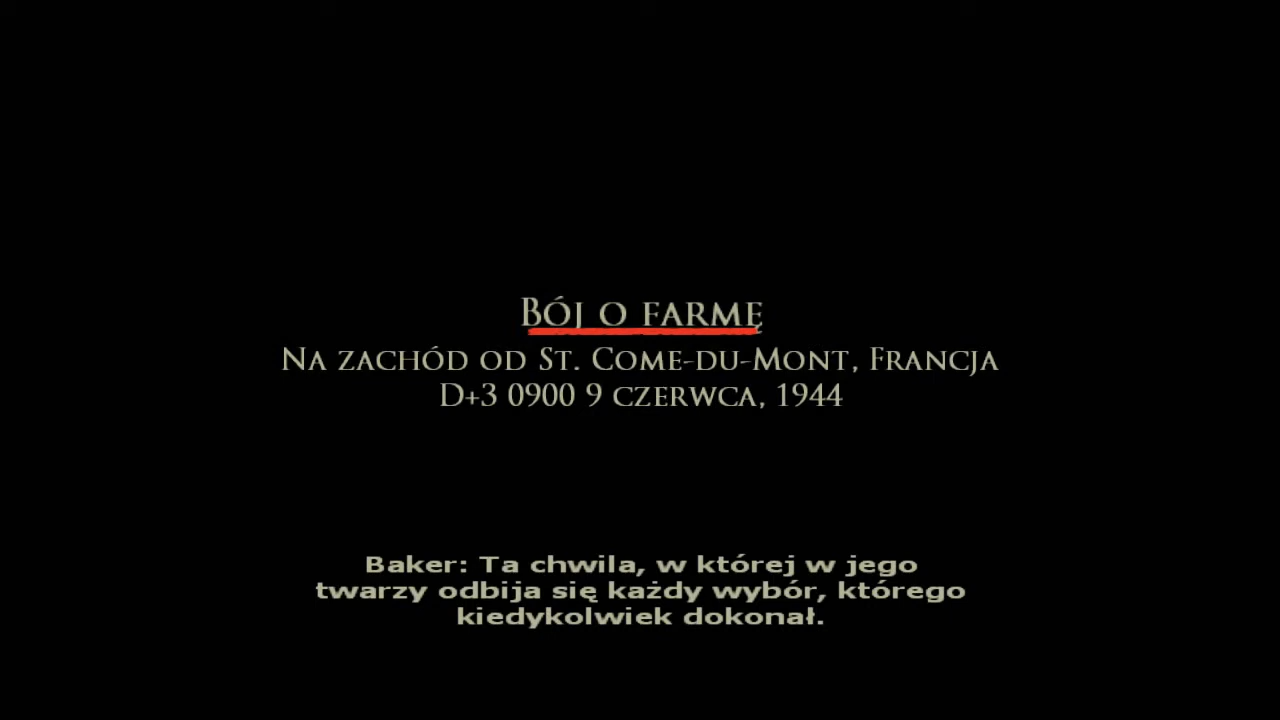 Bój o farmę
Na zachód od St. Come-du-Mont, Francja
D+3 0900 9 czerwca, 1944
Baker: Ta chwila, w której w jego
twarzy odbija się każdy wybór, którego
kiedykolwiek dokonał.